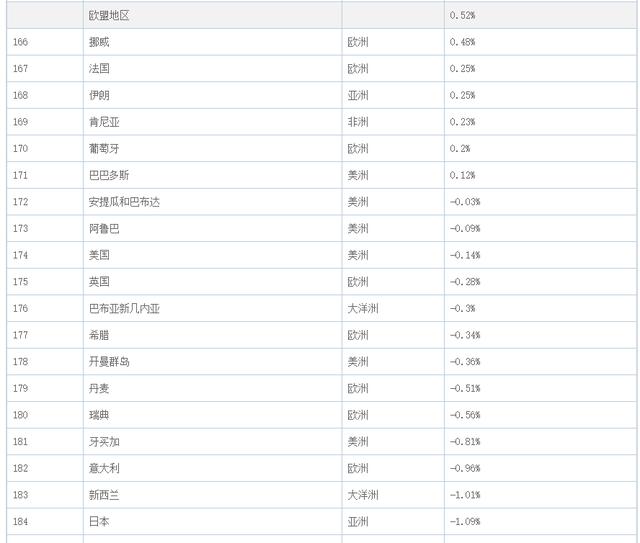 欧盟地区 0.52%
166 挪威 欧洲 0.48%
167 法国 欧洲 0.25%
168 伊朗 亚洲 0.25%
169 肯尼亚 非洲 0.23%
170 葡萄牙 欧洲 0.2%
171 巴巴多斯 美洲 0.12%
172 安提瓜和巴布达 美洲 -0.03%
173 阿鲁巴 美洲 -0.09%
174 美国 美洲 -0.14%
175 英国 欧洲 -0.28%
176 巴布亚新几内亚 大洋洲 -0.3%
177 希腊 欧洲 -0.34%
178 开曼群岛 美洲 -0.36%
179 丹麦 欧洲 -0.51%
180 瑞典 欧洲 -0.56%
181 牙买加 美洲 -0.81%
182 意大利 欧洲 -0.96%
183 新西兰 大洋洲 -1.01%
184 日本 亚洲 -1.09%